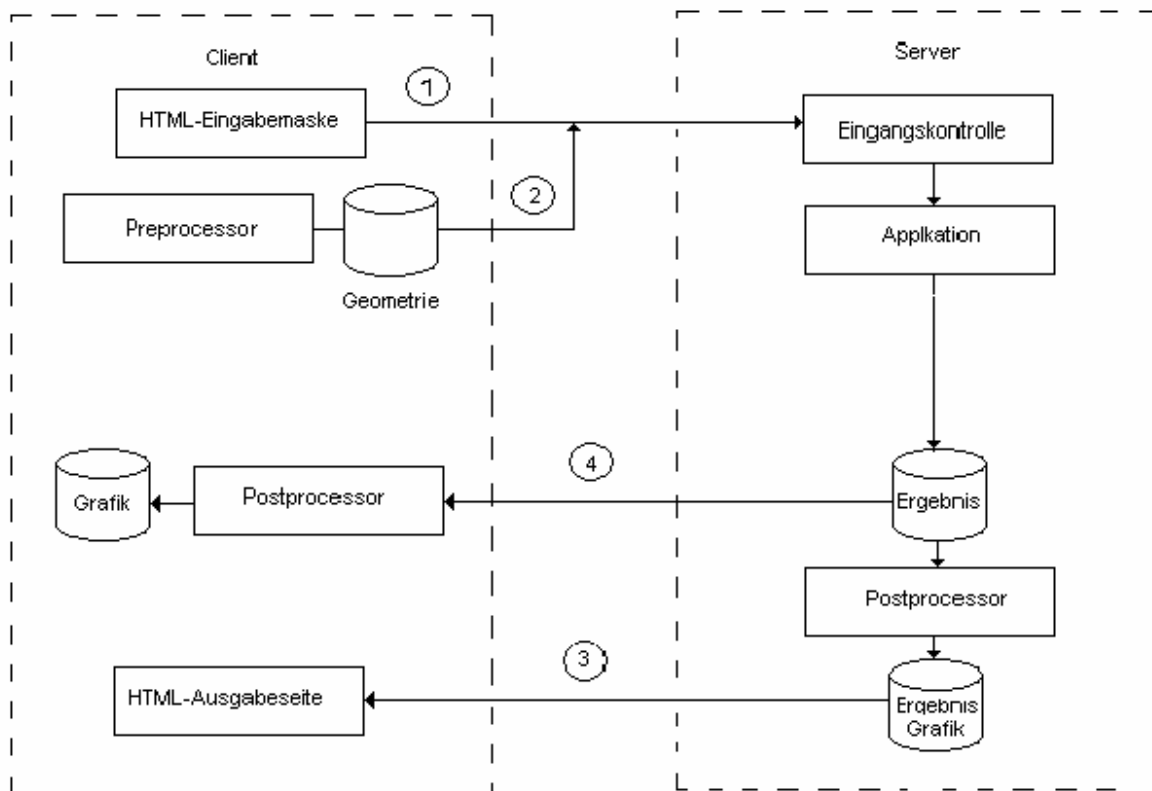 Client
Server
1
HTML-Eingabemaske
Eingangskontrolle
2
Preprocessor
Applkation
Geometrie
4
Grafik
Postprocessor
Ergebnis
Postprocessor
3
HTML-Ausgabeseite
Ergebnis
Grafik